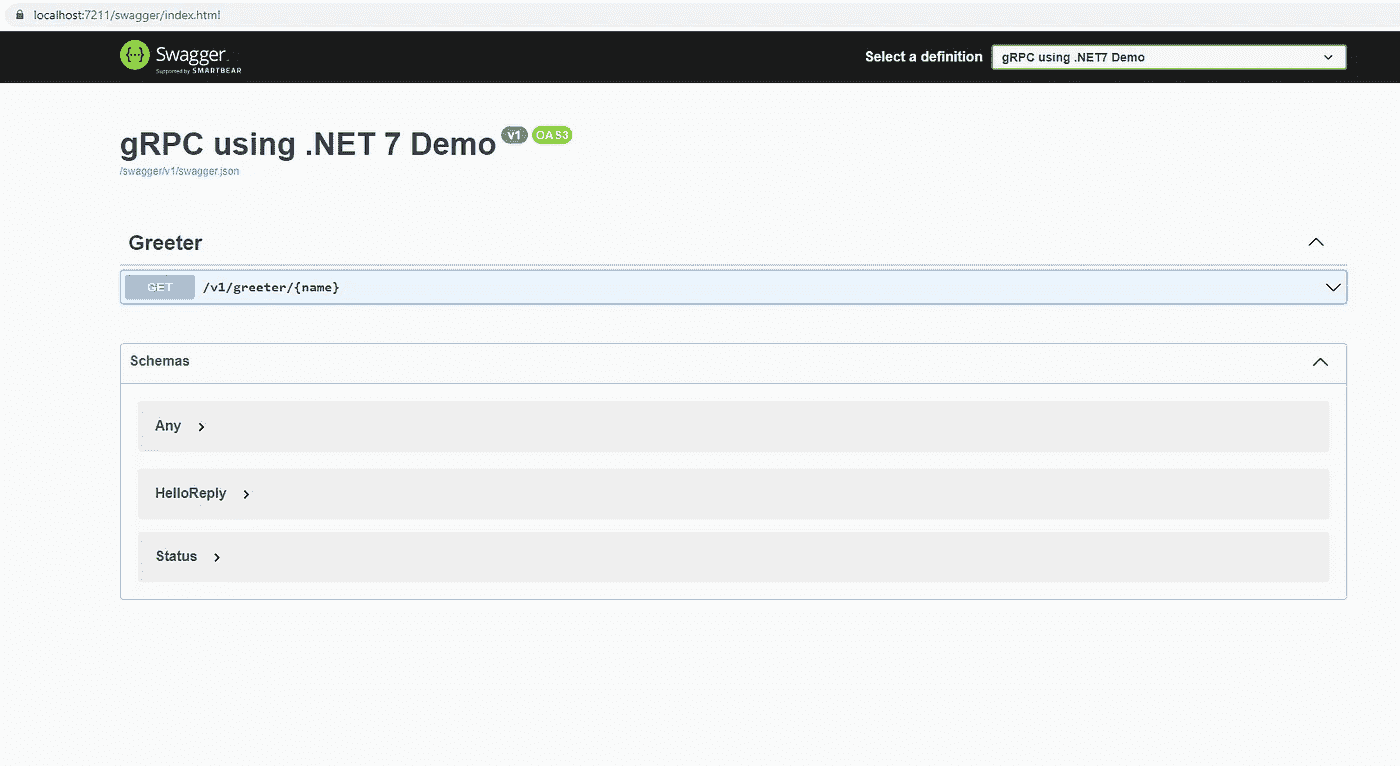 localhost:7211/swagger/index.html
{··} Swagger.
Supported by SMARTBEAR
Select a definition
gRPC using .NET7 Demo
gRPC using .NET 7 Demo v1 OAS3
/swagger/v1/swagger.json
Greeter
GET /v1/greeter/{name}
Schemas
Any
HelloReply
Status